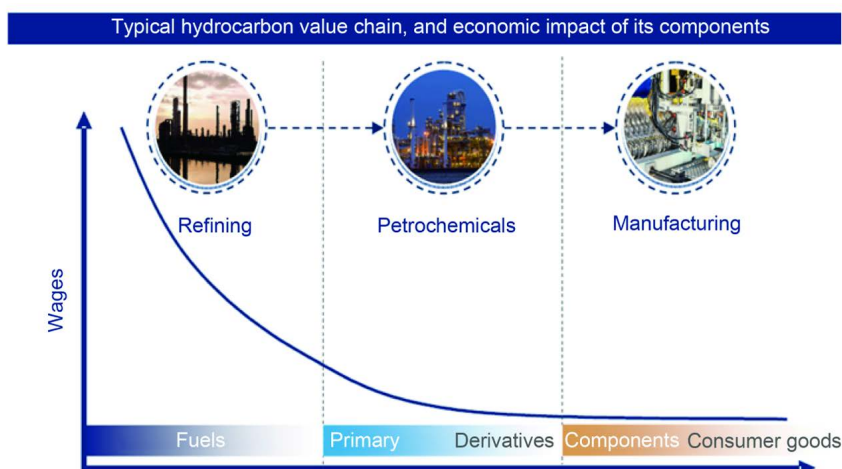 Typical hydrocarbon value chain, and economic impact of its components
Refining
Petrochemicals
Manufacturing
Wages
Fuels
Primary
Derivatives
Components
Consumer goods